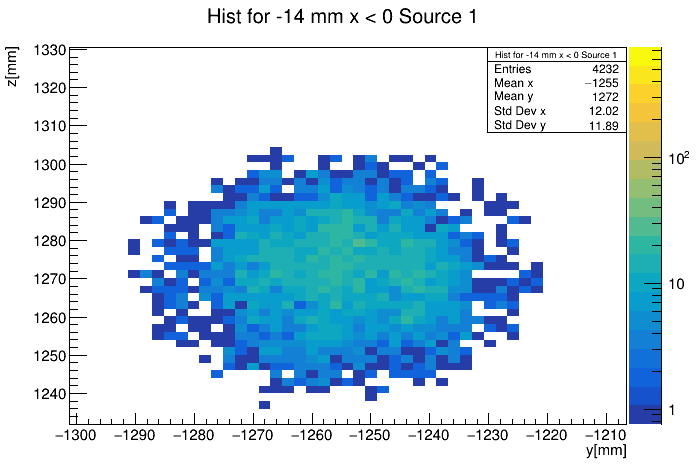 Hist for -14 mm x < 0 Source 1
z[mm]
1330
1320
1310
1300
1290
1280
1270
1260
1250
1240
Hist for -14 mm x < 0 Source 1
Entries 4232
Mean x −1255
Mean y 1272
Std Dev x 12.02
Std Dev y 11.89
10²
10
1
−1300 −1290 −1280 −1270 −1260 −1250 −1240 −1230 −1220 −1210
y[mm]